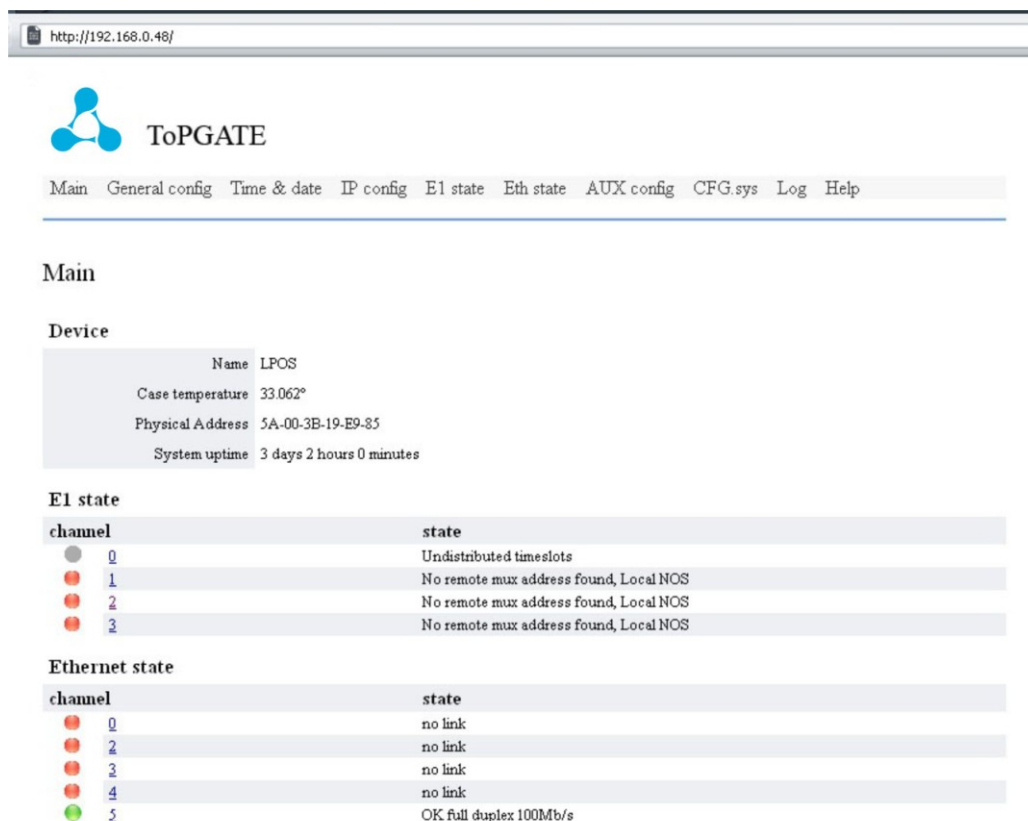 http://192.168.0.48/
ToPGATE
Main General config Time & date IP config E1 state Eth state AUX config CFG.sys Log Help
Main
Device
Name LPOS
Case temperature 33.062°
Physical Address 5A-00-3B-19-E9-85
System uptime 3 days 2 hours 0 minutes
E1 state
channel state
0 Undistributed timeslots
1 No remote mux address found, Local NOS
2 No remote mux address found, Local NOS
3 No remote mux address found, Local NOS
Ethernet state
channel state
0 no link
2 no link
3 no link
4 no link
5 OK full duplex 100Mb/s